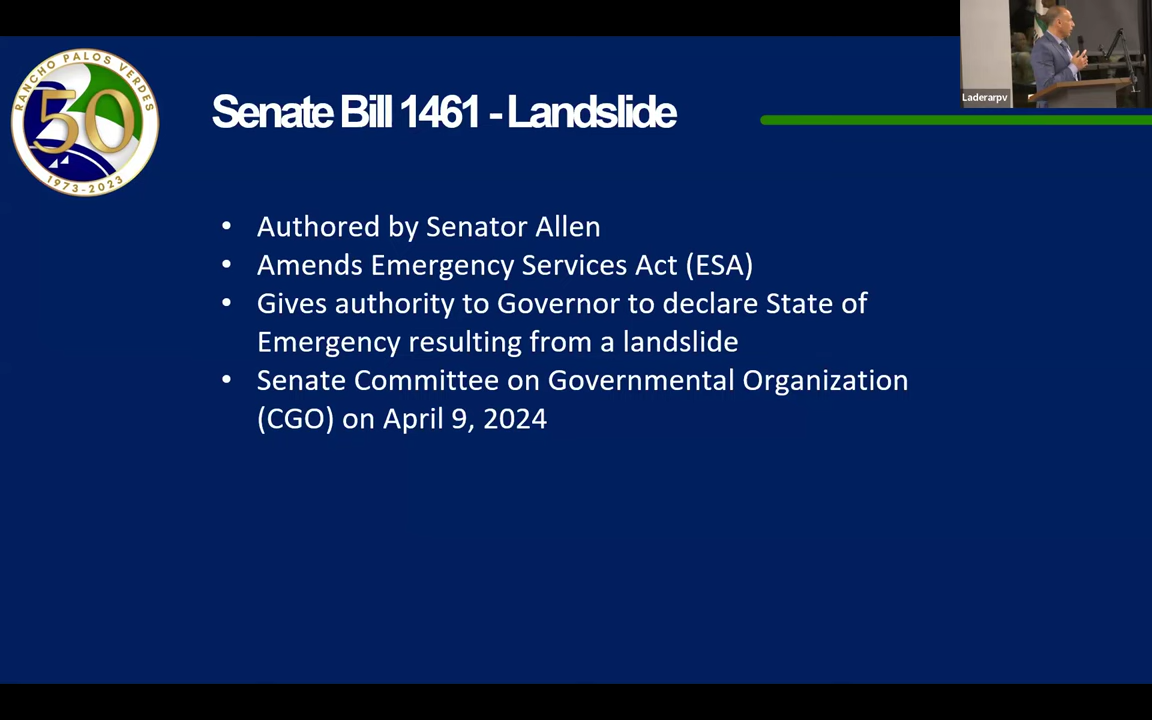 RANCHO PALOS VERDES
50
1973-2023
Senate Bill 1461 - Landslide
Laderarpv
• Authored by Senator Allen
• Amends Emergency Services Act (ESA)
• Gives authority to Governor to declare State of
Emergency resulting from a landslide
• Senate Committee on Governmental Organization
(CGO) on April 9, 2024